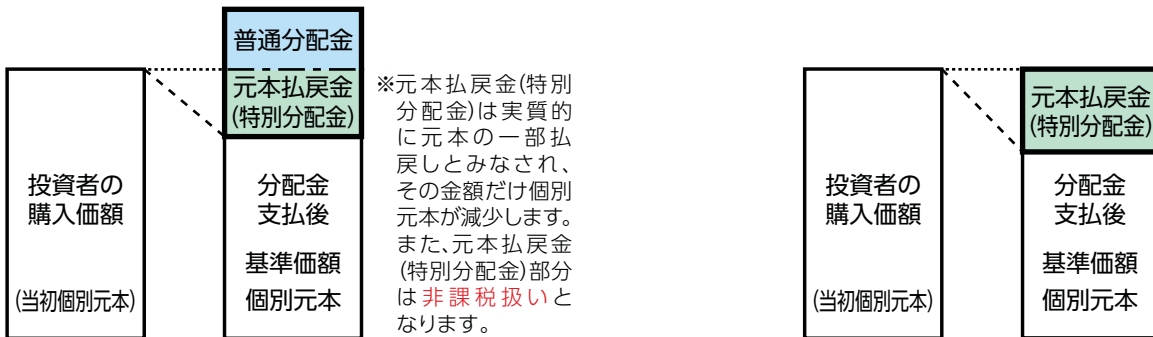 普通分配金
元本払戻金
(特別分配金)
投資者の
購入価額
(当初個別元本)
分配金
支払後
基準価額
個別元本
※元本払戻金(特別
分配金)は実質的
に元本の一部払
戻しとみなされ、
その金額だけ個別
元本が減少します。
また、元本払戻金
(特別分配金)部分
は非課税扱いと
なります。
元本払戻金
(特別分配金)
投資者の
購入価額
(当初個別元本)
分配金
支払後
基準価額
個別元本